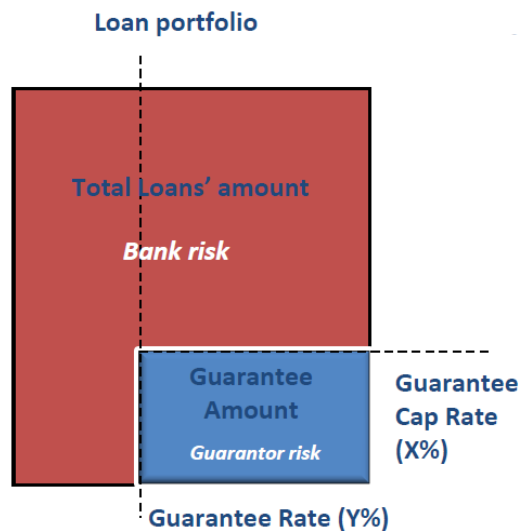 Loan portfolio
Total Loans’ amount
Bank risk
Guarantee
Amount
Guarantor risk
Guarantee
Cap Rate
(X%)
Guarantee Rate (Y%)